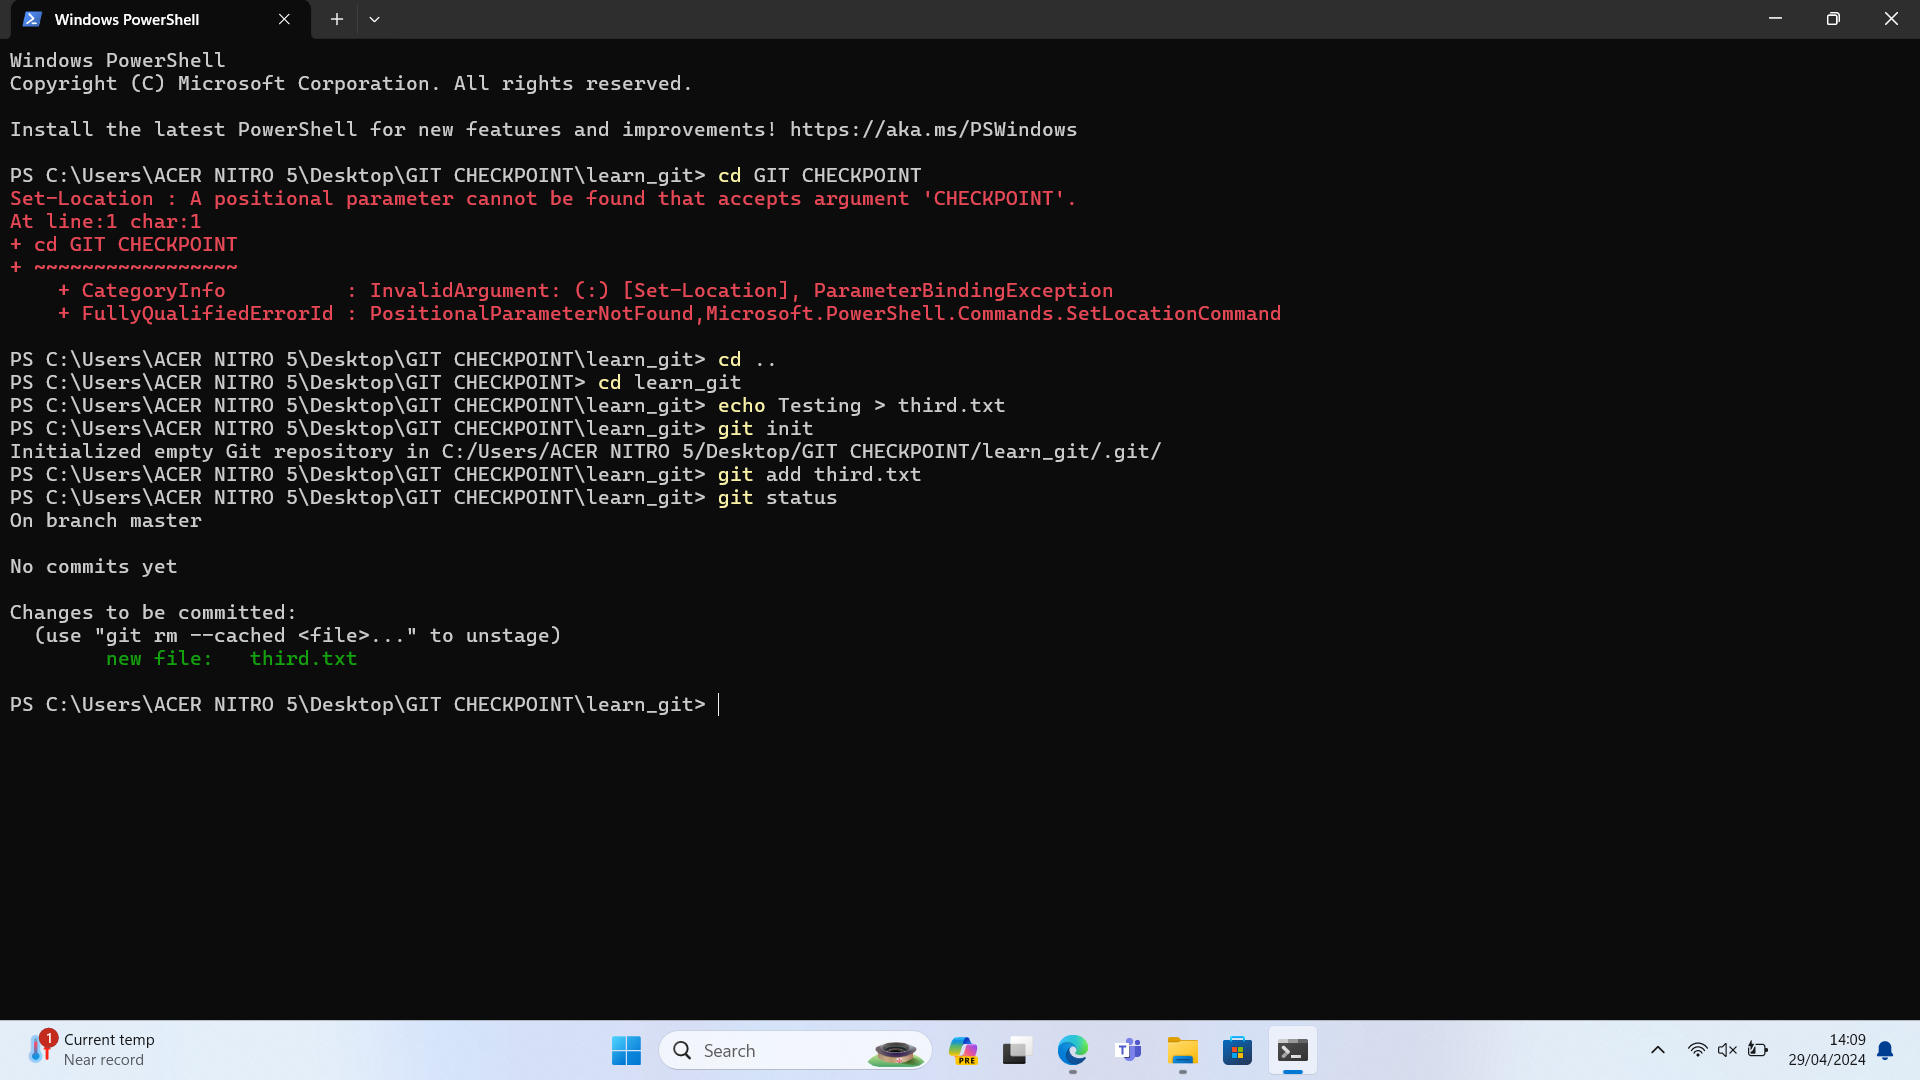 Windows PowerShell
Windows PowerShell
Copyright (C) Microsoft Corporation. All rights reserved.
Install the latest PowerShell for new features and improvements! https://aka.ms/PSWindows
PS C:\Users\ACER NITRO 5\Desktop\GIT CHECKPOINT\learn_git> cd GIT CHECKPOINT
Set-Location : A positional parameter cannot be found that accepts argument 'CHECKPOINT'.
At line:1 char:1
+ cd GIT CHECKPOINT
+ ~~~~~~~~~~~~~~~~~
    + CategoryInfo          : InvalidArgument: (:) [Set-Location], ParameterBindingException
    + FullyQualifiedErrorId : PositionalParameterNotFound,Microsoft.PowerShell.Commands.SetLocationCommand
PS C:\Users\ACER NITRO 5\Desktop\GIT CHECKPOINT\learn_git> cd ..
PS C:\Users\ACER NITRO 5\Desktop\GIT CHECKPOINT> cd learn_git
PS C:\Users\ACER NITRO 5\Desktop\GIT CHECKPOINT\learn_git> echo Testing > third.txt
PS C:\Users\ACER NITRO 5\Desktop\GIT CHECKPOINT\learn_git> git init
Initialized empty Git repository in C:/Users/ACER NITRO 5/Desktop/GIT CHECKPOINT/learn_git/.git/
PS C:\Users\ACER NITRO 5\Desktop\GIT CHECKPOINT\learn_git> git add third.txt
PS C:\Users\ACER NITRO 5\Desktop\GIT CHECKPOINT\learn_git> git status
On branch master
No commits yet
Changes to be committed:
  (use "git rm --cached <file>..." to unstage)
        new file:   third.txt
PS C:\Users\ACER NITRO 5\Desktop\GIT CHECKPOINT\learn_git>
1
Current temp
Near record
Search
PRE
14:09
29/04/2024